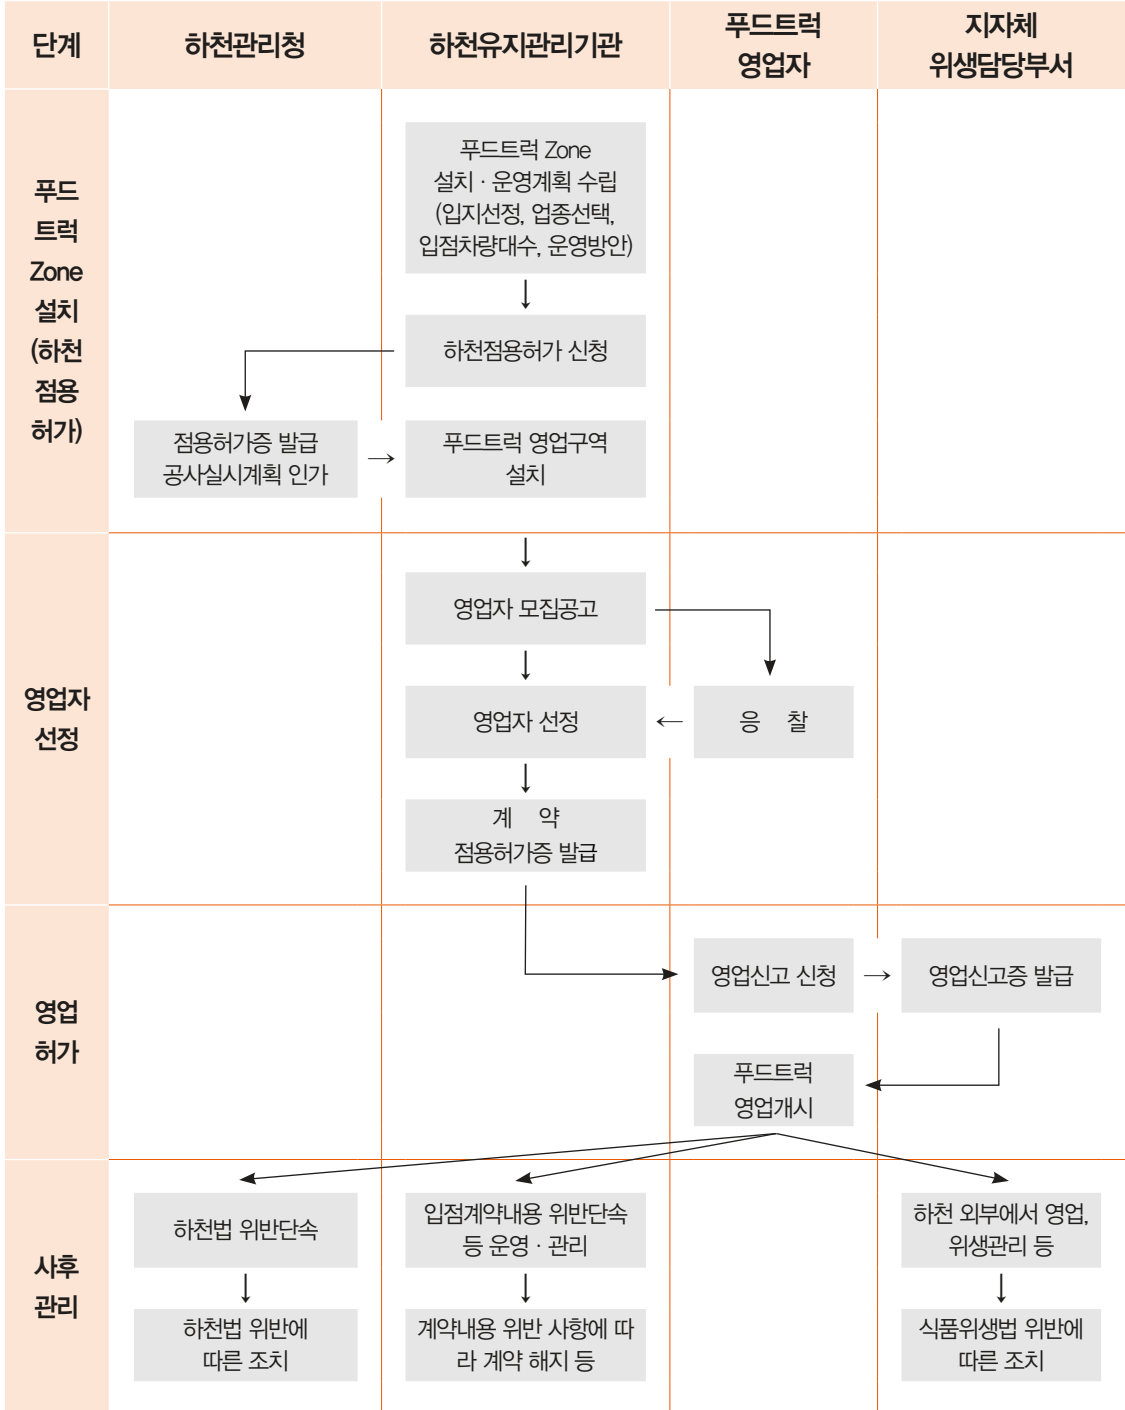 단계
하천관리청
하천유지관리기관
푸드트럭
영업자
지자체
위생담당부서
푸드
트럭
Zone
설치
(하천
점용
허가)
푸드트럭 Zone
설치 · 운영계획 수립
(입지선정, 업종선택,
입점차량대수, 운영방안)
하천점용허가 신청
점용허가증 발급
공사실시계획 인가
푸드트럭 영업구역
설치
영업자
선정
영업자 모집공고
영업자 선정
응 찰
계 약
점용허가증 발급
영업
허가
영업신고 신청
영업신고증 발급
푸드트럭
영업개시
사후
관리
하천법 위반단속
입점계약내용 위반단속
등 운영 · 관리
하천 외부에서 영업,
위생관리 등
하천법 위반에
따른 조치
계약내용 위반 사항에 따
라 계약 해지 등
식품위생법 위반에
따른 조치